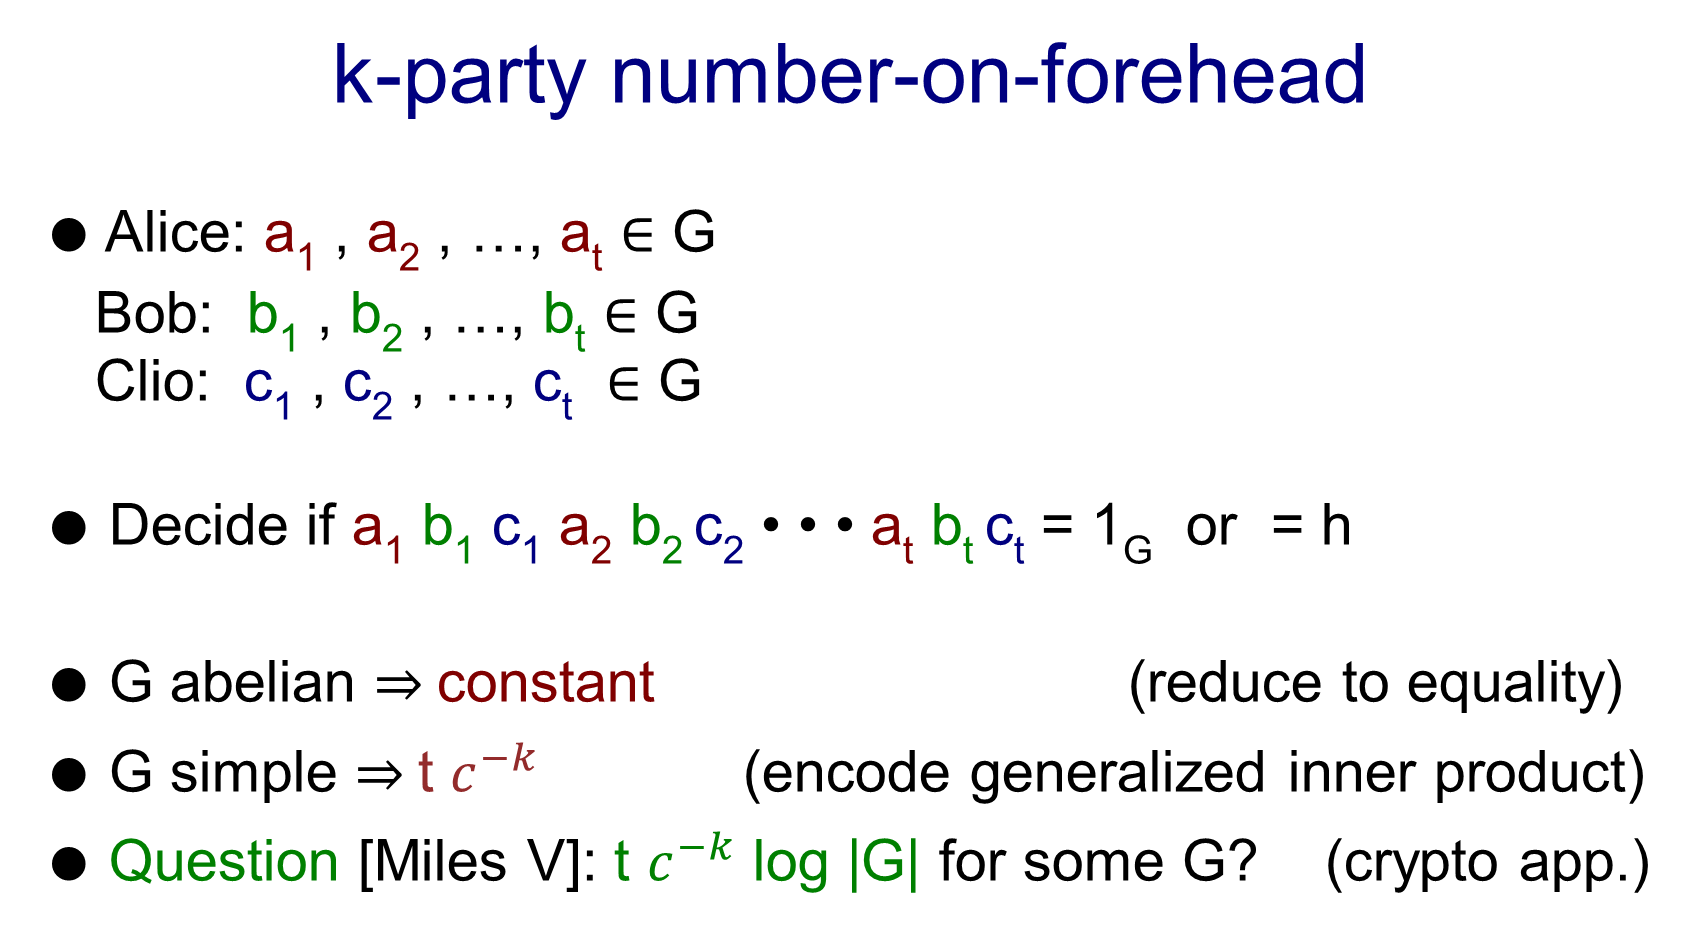 k-party number-on-forehead
● Alice: a₁ , a₂ , …, aₜ ∈ G
Bob: b₁ , b₂ , …, bₜ ∈ G
Clio: c₁ , c₂ , …, cₜ ∈ G
● Decide if a₁ b₁ c₁ a₂ b₂ c₂ • • • aₜ bₜ cₜ = 1_G or = h
● G abelian ⇒ constant (reduce to equality)
● G simple ⇒ t c^{−k} (encode generalized inner product)
● Question [Miles V]: t c^{−k} log |G| for some G? (crypto app.)